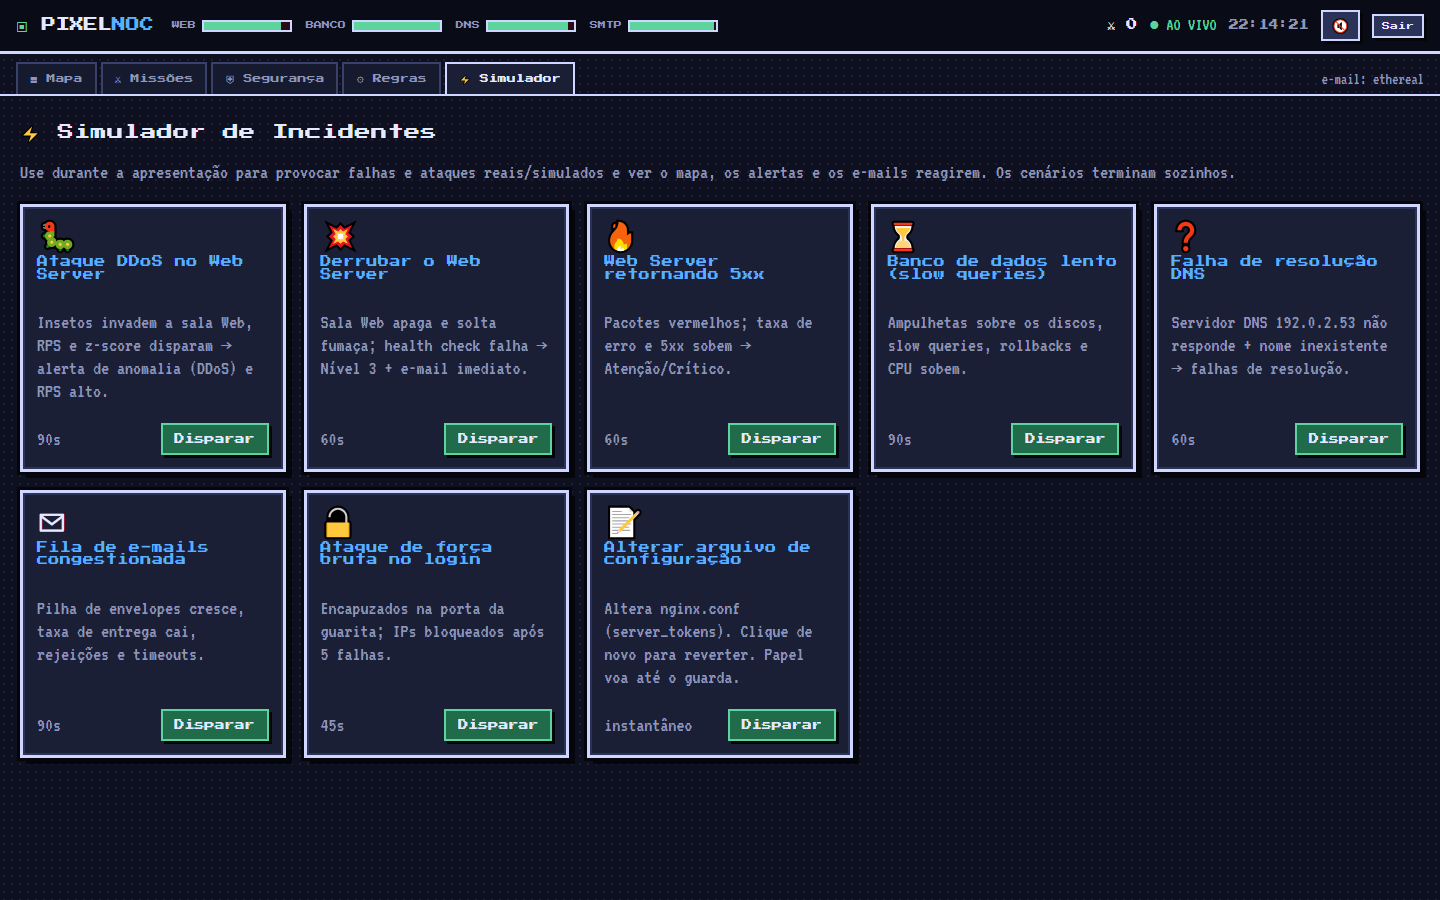 PIXELNOC WEB BANCO DNS SMTP 0 AO VIVO 22:14:21 Sair
Mapa Missões Segurança Regras Simulador e-mail: ethereal
Simulador de Incidentes
Use durante a apresentação para provocar falhas e ataques reais/simulados e ver o mapa, os alertas e os e-mails reagirem. Os cenários terminam sozinhos.
Ataque DDoS no Web
Server
Insetos invadem a sala Web,
RPS e z-score disparam →
alerta de anomalia (DDoS) e
RPS alto.
90s Disparar
Derrubar o Web
Server
Sala Web apaga e solta
fumaça; health check falha →
Nível 3 + e-mail imediato.
60s Disparar
Web Server
retornando 5xx
Pacotes vermelhos; taxa de
erro e 5xx sobem →
Atenção/Crítico.
60s Disparar
Banco de dados lento
(slow queries)
Ampulhetas sobre os discos,
slow queries, rollbacks e
CPU sobem.
90s Disparar
Falha de resolução
DNS
Servidor DNS 192.0.2.53 não
responde + nome inexistente
→ falhas de resolução.
60s Disparar
Fila de e-mails
congestionada
Pilha de envelopes cresce,
taxa de entrega cai,
rejeições e timeouts.
90s Disparar
Ataque de força
bruta no login
Encapuzados na porta da
guarita; IPs bloqueados após
5 falhas.
45s Disparar
Alterar arquivo de
configuração
Altera nginx.conf
(server_tokens). Clique de
novo para reverter. Papel
voa até o guarda.
instantâneo Disparar